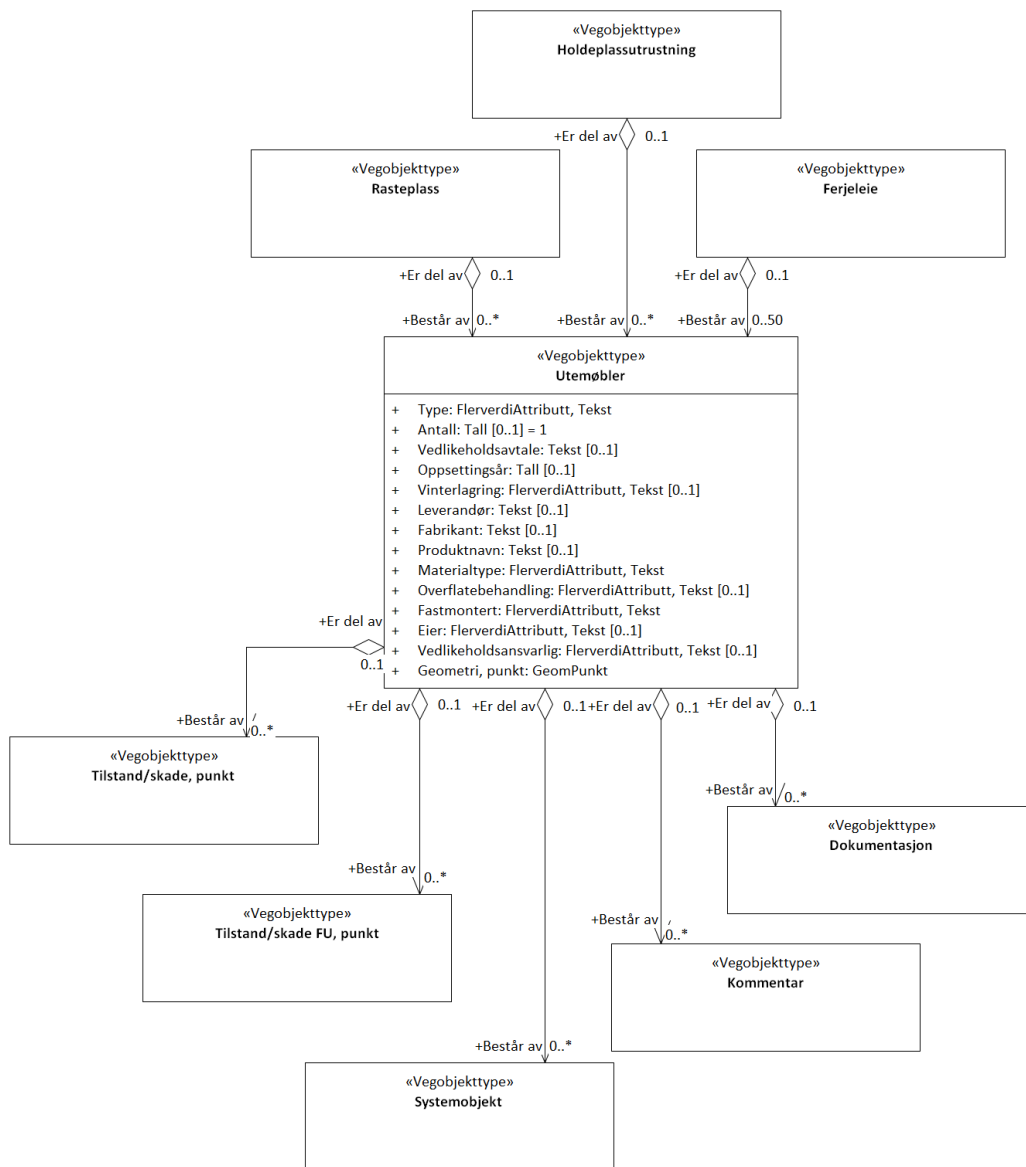 «Vegobjekttype»
Holdeplassutrustning
+Er del av 0..1
«Vegobjekttype»
Rasteplass
«Vegobjekttype»
Ferjeleie
+Er del av 0..1
+Er del av 0..1
+Består av 0..*
+Består av 0..*
+Består av 0..50
«Vegobjekttype»
Utemøbler
+ Type: FlerverdiAttributt, Tekst
+ Antall: Tall [0..1] = 1
+ Vedlikeholdsavtale: Tekst [0..1]
+ Oppsettingsår: Tall [0..1]
+ Vinterlagring: FlerverdiAttributt, Tekst [0..1]
+ Leverandør: Tekst [0..1]
+ Fabrikant: Tekst [0..1]
+ Produktnavn: Tekst [0..1]
+ Materialtype: FlerverdiAttributt, Tekst
+ Overflatebehandling: FlerverdiAttributt, Tekst [0..1]
+ Fastmontert: FlerverdiAttributt, Tekst
+ Eier: FlerverdiAttributt, Tekst [0..1]
+ Vedlikeholdsansvarlig: FlerverdiAttributt, Tekst [0..1]
+ Geometri, punkt: GeomPunkt
+Er del av
0..1
+Er del av 0..1
+Er del av 0..1
+Er del av 0..1
+Er del av 0..1
+Består av 0..*
«Vegobjekttype»
Tilstand/skade, punkt
+Består av 0..*
«Vegobjekttype»
Dokumentasjon
+Består av 0..*
«Vegobjekttype»
Tilstand/skade FU, punkt
+Består av 0..*
«Vegobjekttype»
Kommentar
+Består av 0..*
«Vegobjekttype»
Systemobjekt